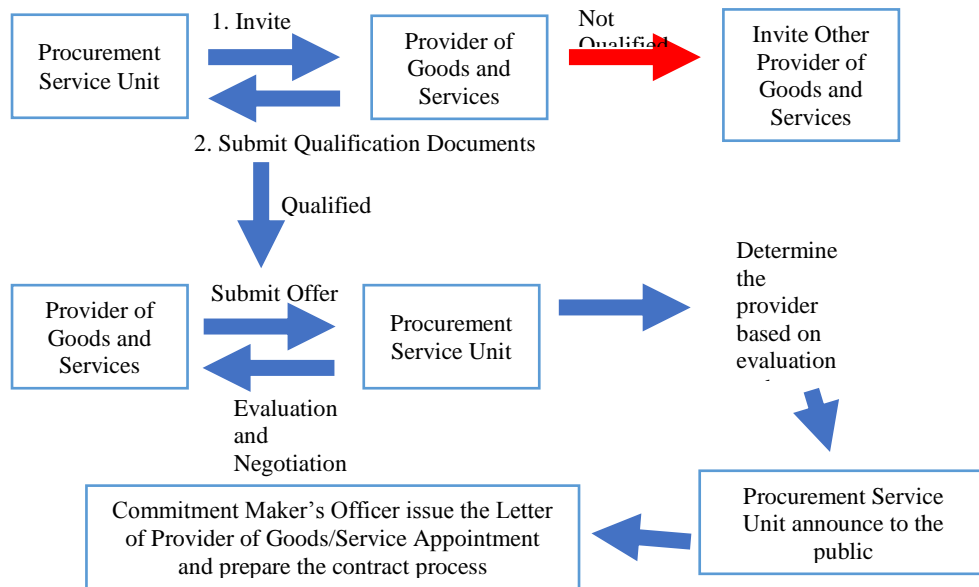 1. Invite
Procurement
Service Unit
Provider of
Goods and
Services
Not
Qualified
Invite Other
Provider of
Goods and
Services
2. Submit Qualification Documents
Qualified
Provider of
Goods and
Services
Submit Offer
Procurement
Service Unit
Evaluation
and
Negotiation
Determine
the
provider
based on
evaluation
Procurement Service
Unit announce to the
public
Commitment Maker's Officer issue the Letter
of Provider of Goods/Service Appointment
and prepare the contract process